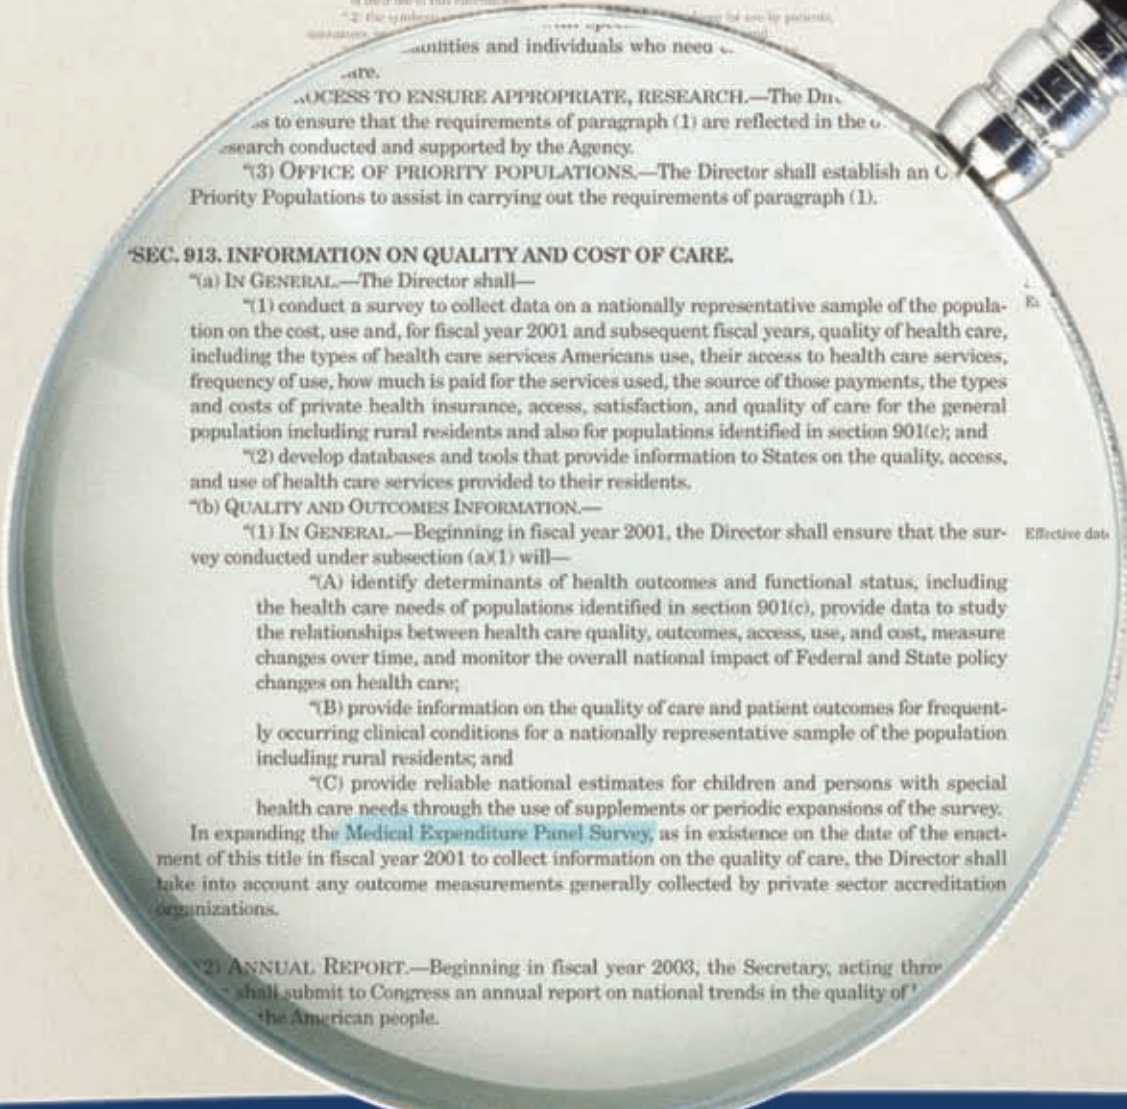 and individuals who need
OCESS TO ENSURE APPROPRIATE, RESEARCH.—The
to ensure that the requirements of paragraph (1) are reflected in the
search conducted and supported by the Agency.
"(3) OFFICE OF PRIORITY POPULATIONS.—The Director shall establish an
Priority Populations to assist in carrying out the requirements of paragraph (1).
"SEC. 913. INFORMATION ON QUALITY AND COST OF CARE.
"(a) IN GENERAL.—The Director shall—
"(1) conduct a survey to collect data on a nationally representative sample of the popula-
tion on the cost, use and, for fiscal year 2001 and subsequent fiscal years, quality of health care,
including the types of health care services Americans use, their access to health care services,
frequency of use, how much is paid for the services used, the source of those payments, the types
and costs of private health insurance, access, satisfaction, and quality of care for the general
population including rural residents and also for populations identified in section 901(c); and
"(2) develop databases and tools that provide information to States on the quality, access,
and use of health care services provided to their residents.
"(b) QUALITY AND OUTCOMES INFORMATION.—
"(1) IN GENERAL.—Beginning in fiscal year 2001, the Director shall ensure that the sur- Effective dat
vey conducted under subsection (a)(1) will—
"(A) identify determinants of health outcomes and functional status, including
the health care needs of populations identified in section 901(c), provide data to study
the relationships between health care quality, outcomes, access, use, and cost, measure
changes over time, and monitor the overall national impact of Federal and State policy
changes on health care;
"(B) provide information on the quality of care and patient outcomes for frequent-
ly occurring clinical conditions for a nationally representative sample of the population
including rural residents; and
"(C) provide reliable national estimates for children and persons with special
health care needs through the use of supplements or periodic expansions of the survey.
In expanding the Medical Expenditure Panel Survey, as in existence on the date of the enact-
ment of this title in fiscal year 2001 to collect information on the quality of care, the Director shall
take into account any outcome measurements generally collected by private sector accreditation
organizations.
"(2) ANNUAL REPORT.—Beginning in fiscal year 2003, the Secretary, acting thro
shall submit to Congress an annual report on national trends in the quality of
the American people.